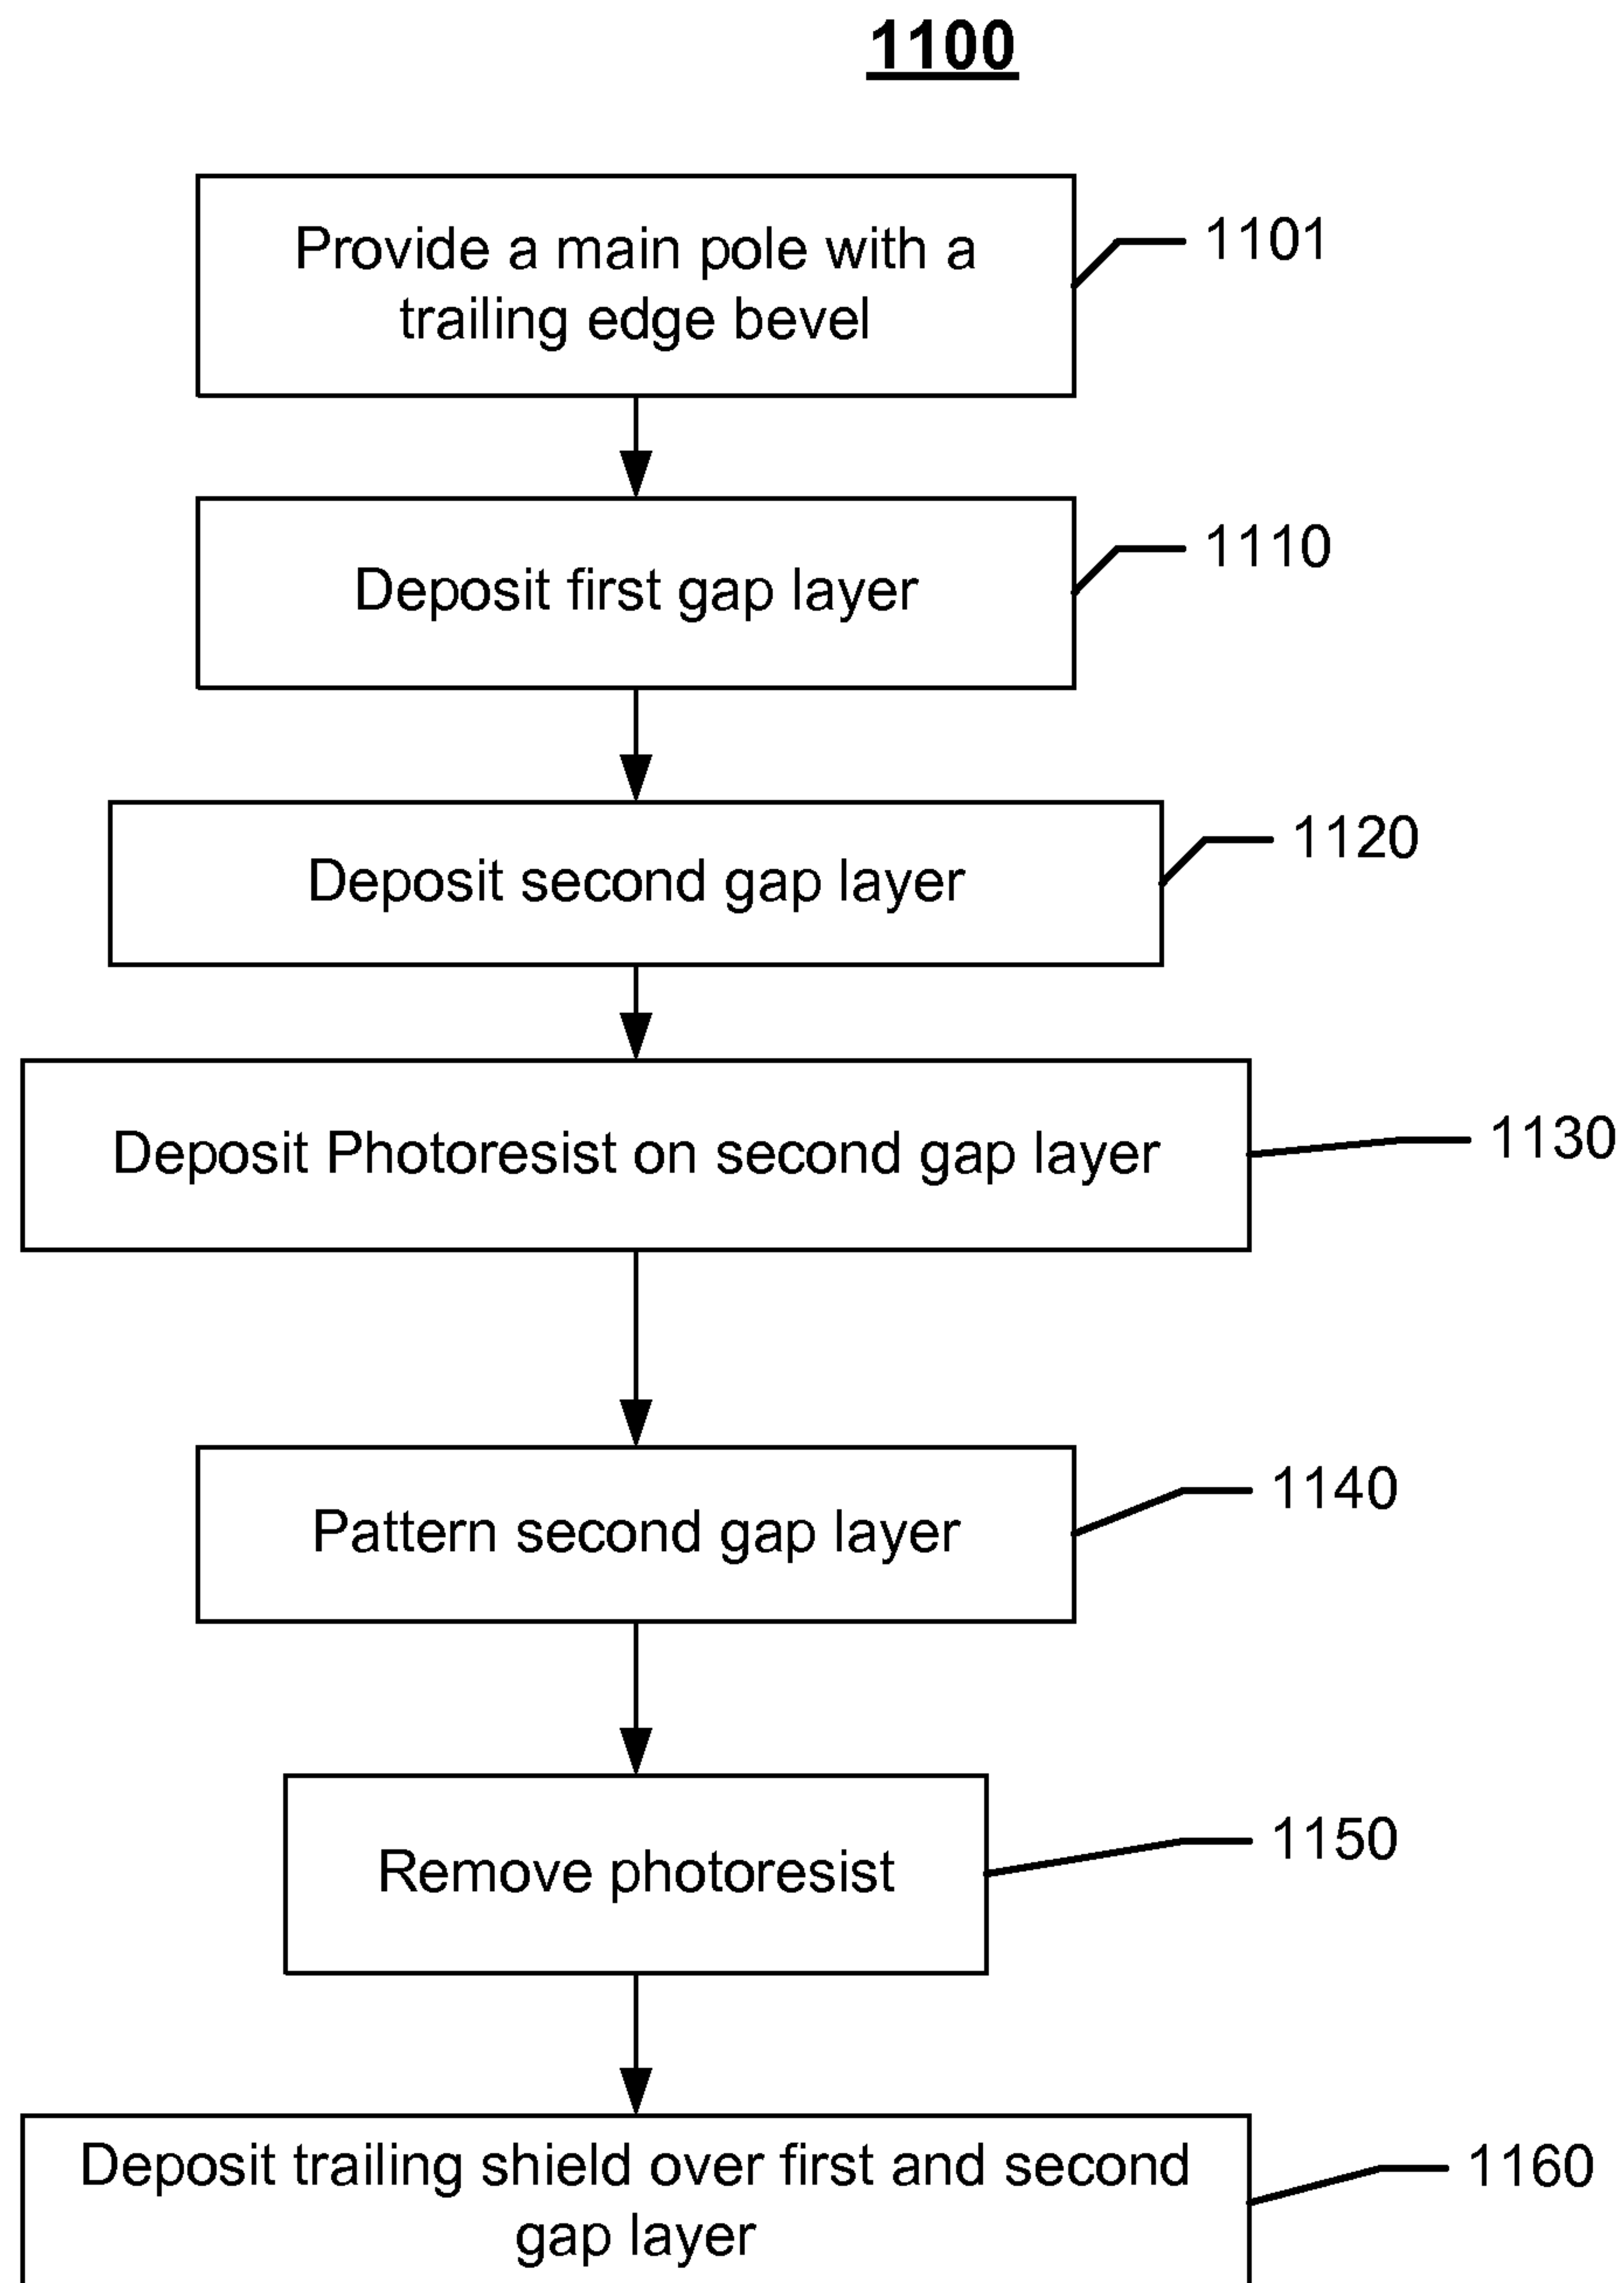 1100
Provide a main pole with a
trailing edge bevel
1101
Deposit first gap layer
1110
Deposit second gap layer
1120
Deposit Photoresist on second gap layer
1130
Pattern second gap layer
1140
Remove photoresist
1150
Deposit trailing shield over first and second
gap layer
1160